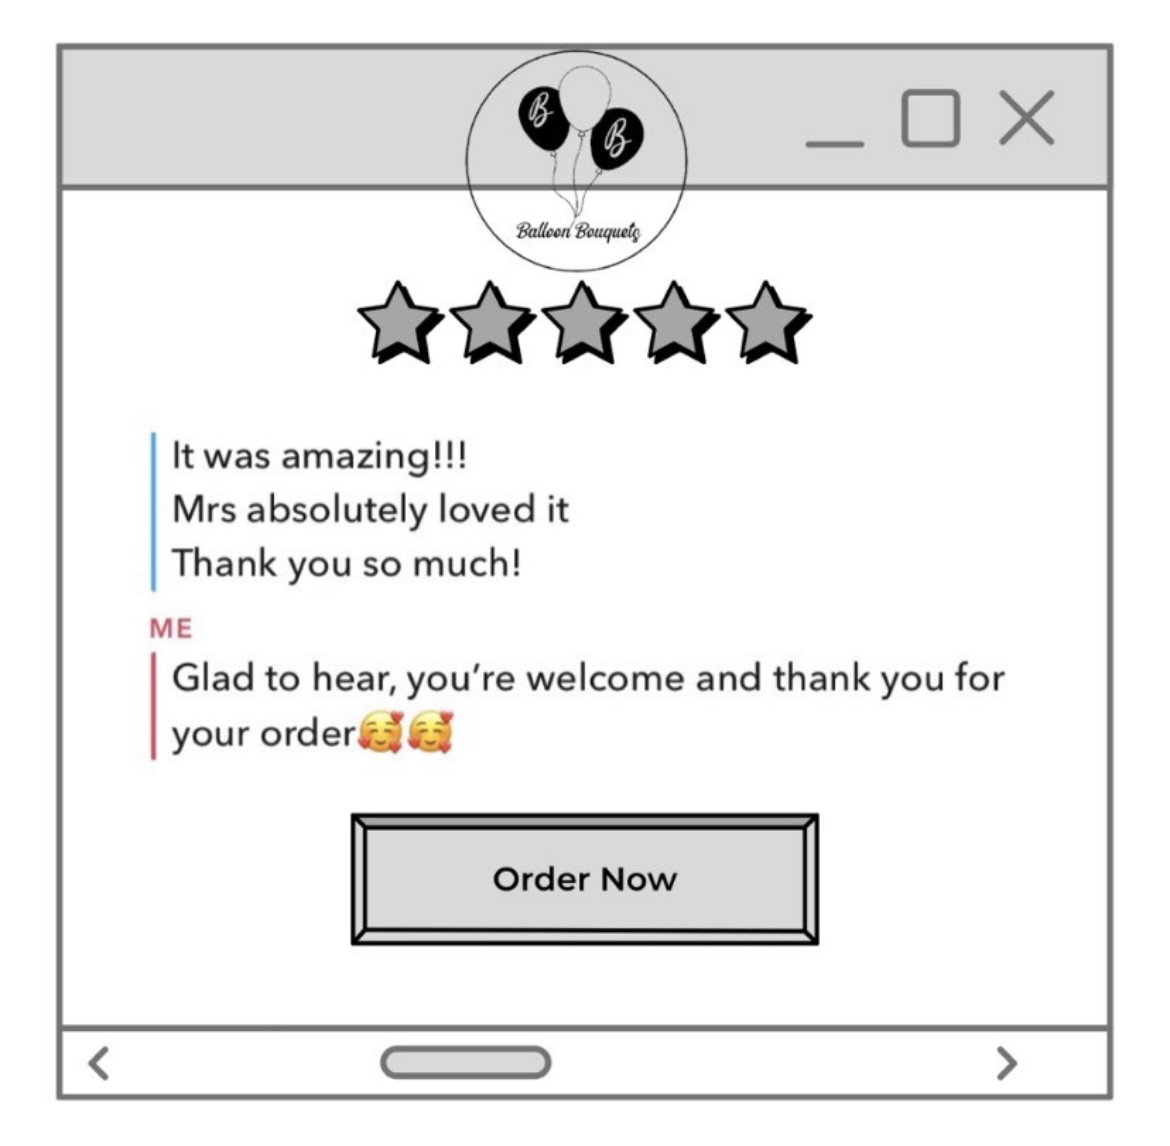 B
B
Balloon Bouquets
It was amazing!!!
Mrs absolutely loved it
Thank you so much!
ME
Glad to hear, you’re welcome and thank you for
your order🥰🥰
Order Now